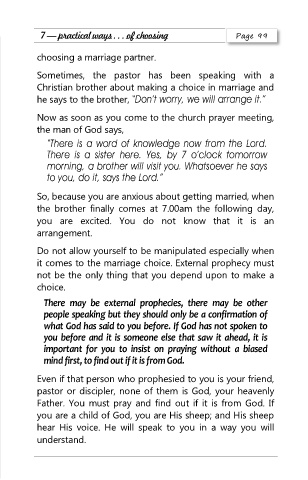 7 — practical ways . . . of choosing Page 99
choosing a marriage partner.
Sometimes, the pastor has been speaking with a
Christian brother about making a choice in marriage and
he says to the brother, "Don't worry, we will arrange it."
Now as soon as you come to the church prayer meeting,
the man of God says,
"There is a word of knowledge now from the Lord.
There is a sister here. Yes, by 7 o'clock tomorrow
morning, a brother will visit you. Whatsoever he says
to you, do it, says the Lord."
So, because you are anxious about getting married, when
the brother finally comes at 7.00am the following day,
you are excited. You do not know that it is an
arrangement.
Do not allow yourself to be manipulated especially when
it comes to the marriage choice. External prophecy must
not be the only thing that you depend upon to make a
choice.
There may be external prophecies, there may be other
people speaking but they should only be a confirmation of
what God has said to you before. If God has not spoken to
you before and it is someone else that saw it ahead, it is
important for you to insist on praying without a biased
mind first, to find out if it is from God.
Even if that person who prophesied to you is your friend,
pastor or discipler, none of them is God, your heavenly
Father. You must pray and find out if it is from God. If
you are a child of God, you are His sheep; and His sheep
hear His voice. He will speak to you in a way you will
understand.